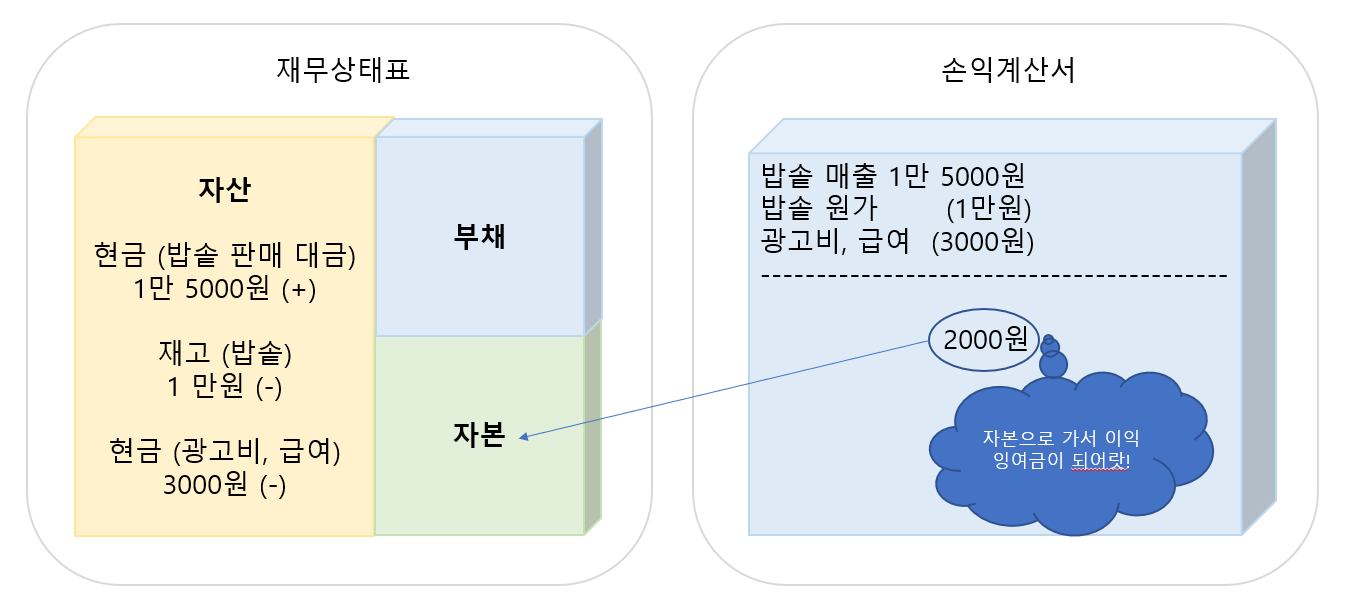 재무상태표
자산
현금 (밥솥 판매 대금)
1만 5000원 (+)
재고 (밥솥)
1 만원 (-)
현금 (광고비, 급여)
3000원 (-)
부채
자본
손익계산서
밥솥 매출 1만 5000원
밥솥 원가 (1만원)
광고비, 급여 (3000원)
2000원
자본으로 가서 이익
잉여금이 되어랏!